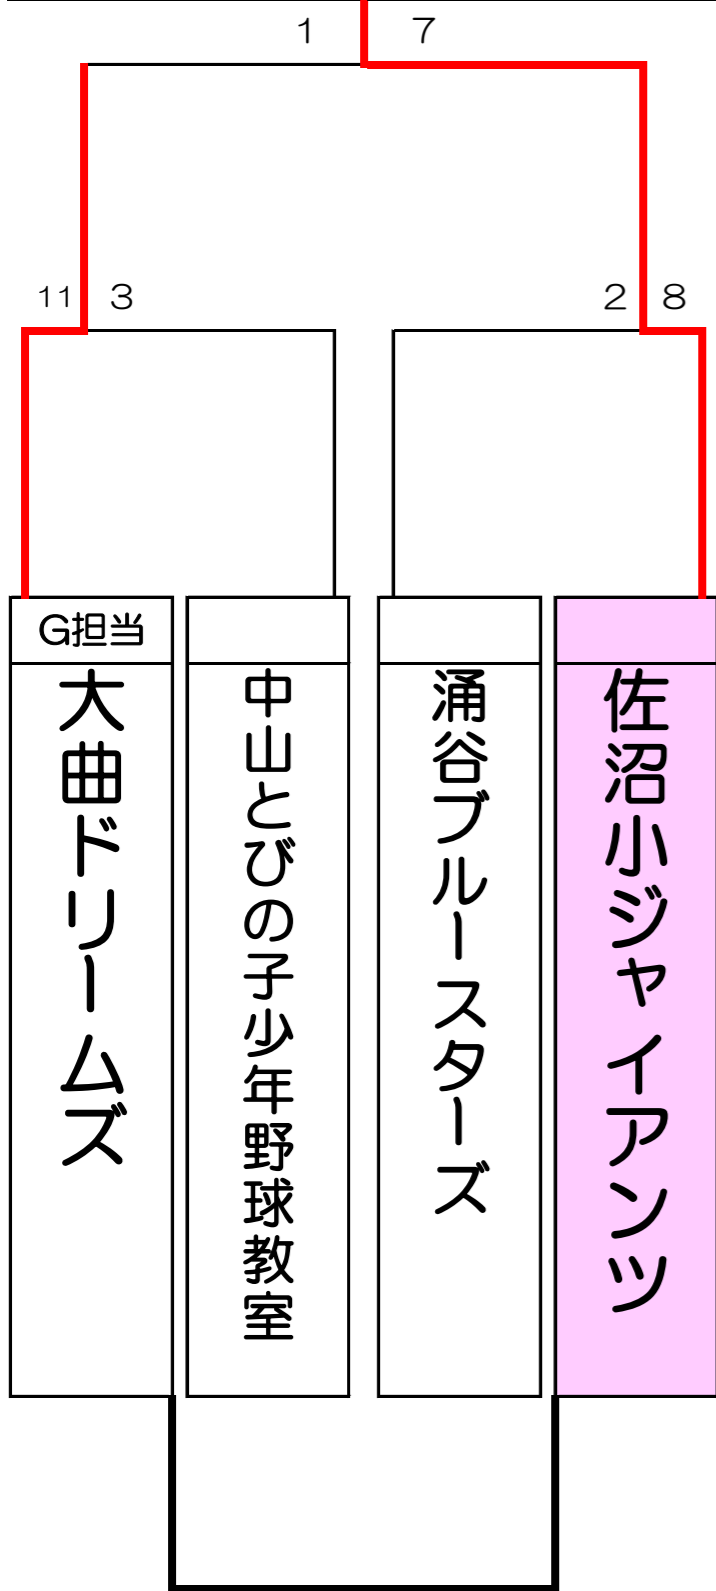 1 7
11 3
2 8
G担当
大曲ドリームズ
中山とびの子少年野球教室
涌谷ブルースターズ
佐沼小ジャイアンツ